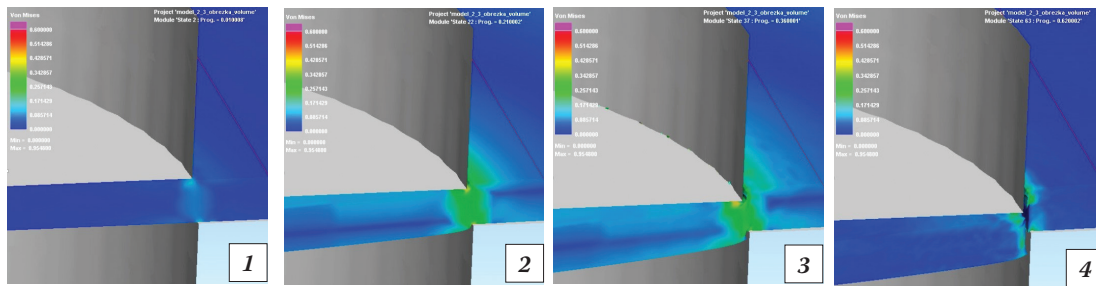 Von Mises
Project 'model_2_3_obrezka_volume'
Module 'State 2 : Prog. = 0.010000'
0.600000
0.514286
0.428571
0.342857
0.257143
0.171429
0.085714
0.000000
Min = 0.000000
Max = 0.954600
1
Von Mises
Project 'model_2_3_obrezka_volume'
Module 'State 22 : Prog. = 0.210002'
0.600000
0.514286
0.428571
0.342857
0.257143
0.171429
0.085714
0.000000
Min = 0.000000
Max = 0.954600
2
Von Mises
Project 'model_2_3_obrezka_volume'
Module 'State 37 : Prog. = 0.360001'
0.600000
0.514286
0.428571
0.342857
0.257143
0.171429
0.085714
0.000000
Min = 0.000000
Max = 0.954600
3
Von Mises
Project 'model_2_3_obrezka_volume'
Module 'State 63 : Prog. = 0.620002'
0.600000
0.514286
0.428571
0.342857
0.257143
0.171429
0.085714
0.000000
Min = 0.000000
Max = 0.954600
4